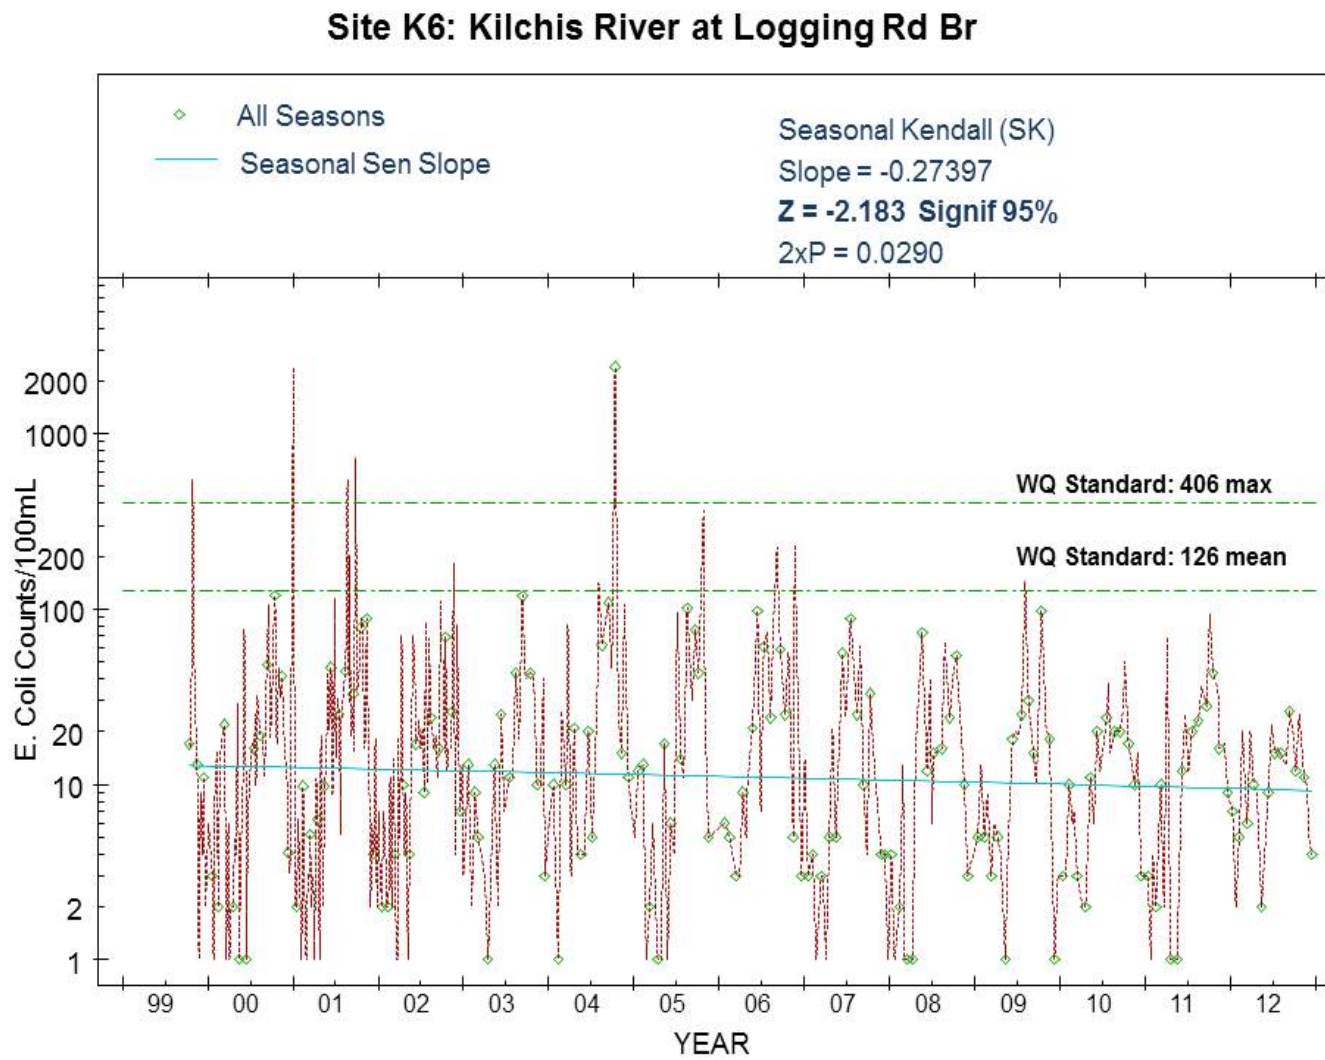 Site K6: Kilchis River at Logging Rd Br
All Seasons
Seasonal Sen Slope
Seasonal Kendall (SK)
Slope = -0.27397
Z = -2.183 Signif 95%
2xP = 0.0290
E. Coli Counts/100mL
2000
1000
200
100
20
10
2
1
WQ Standard: 406 max
WQ Standard: 126 mean
99 00 01 02 03 04 05 06 07 08 09 10 11 12
YEAR